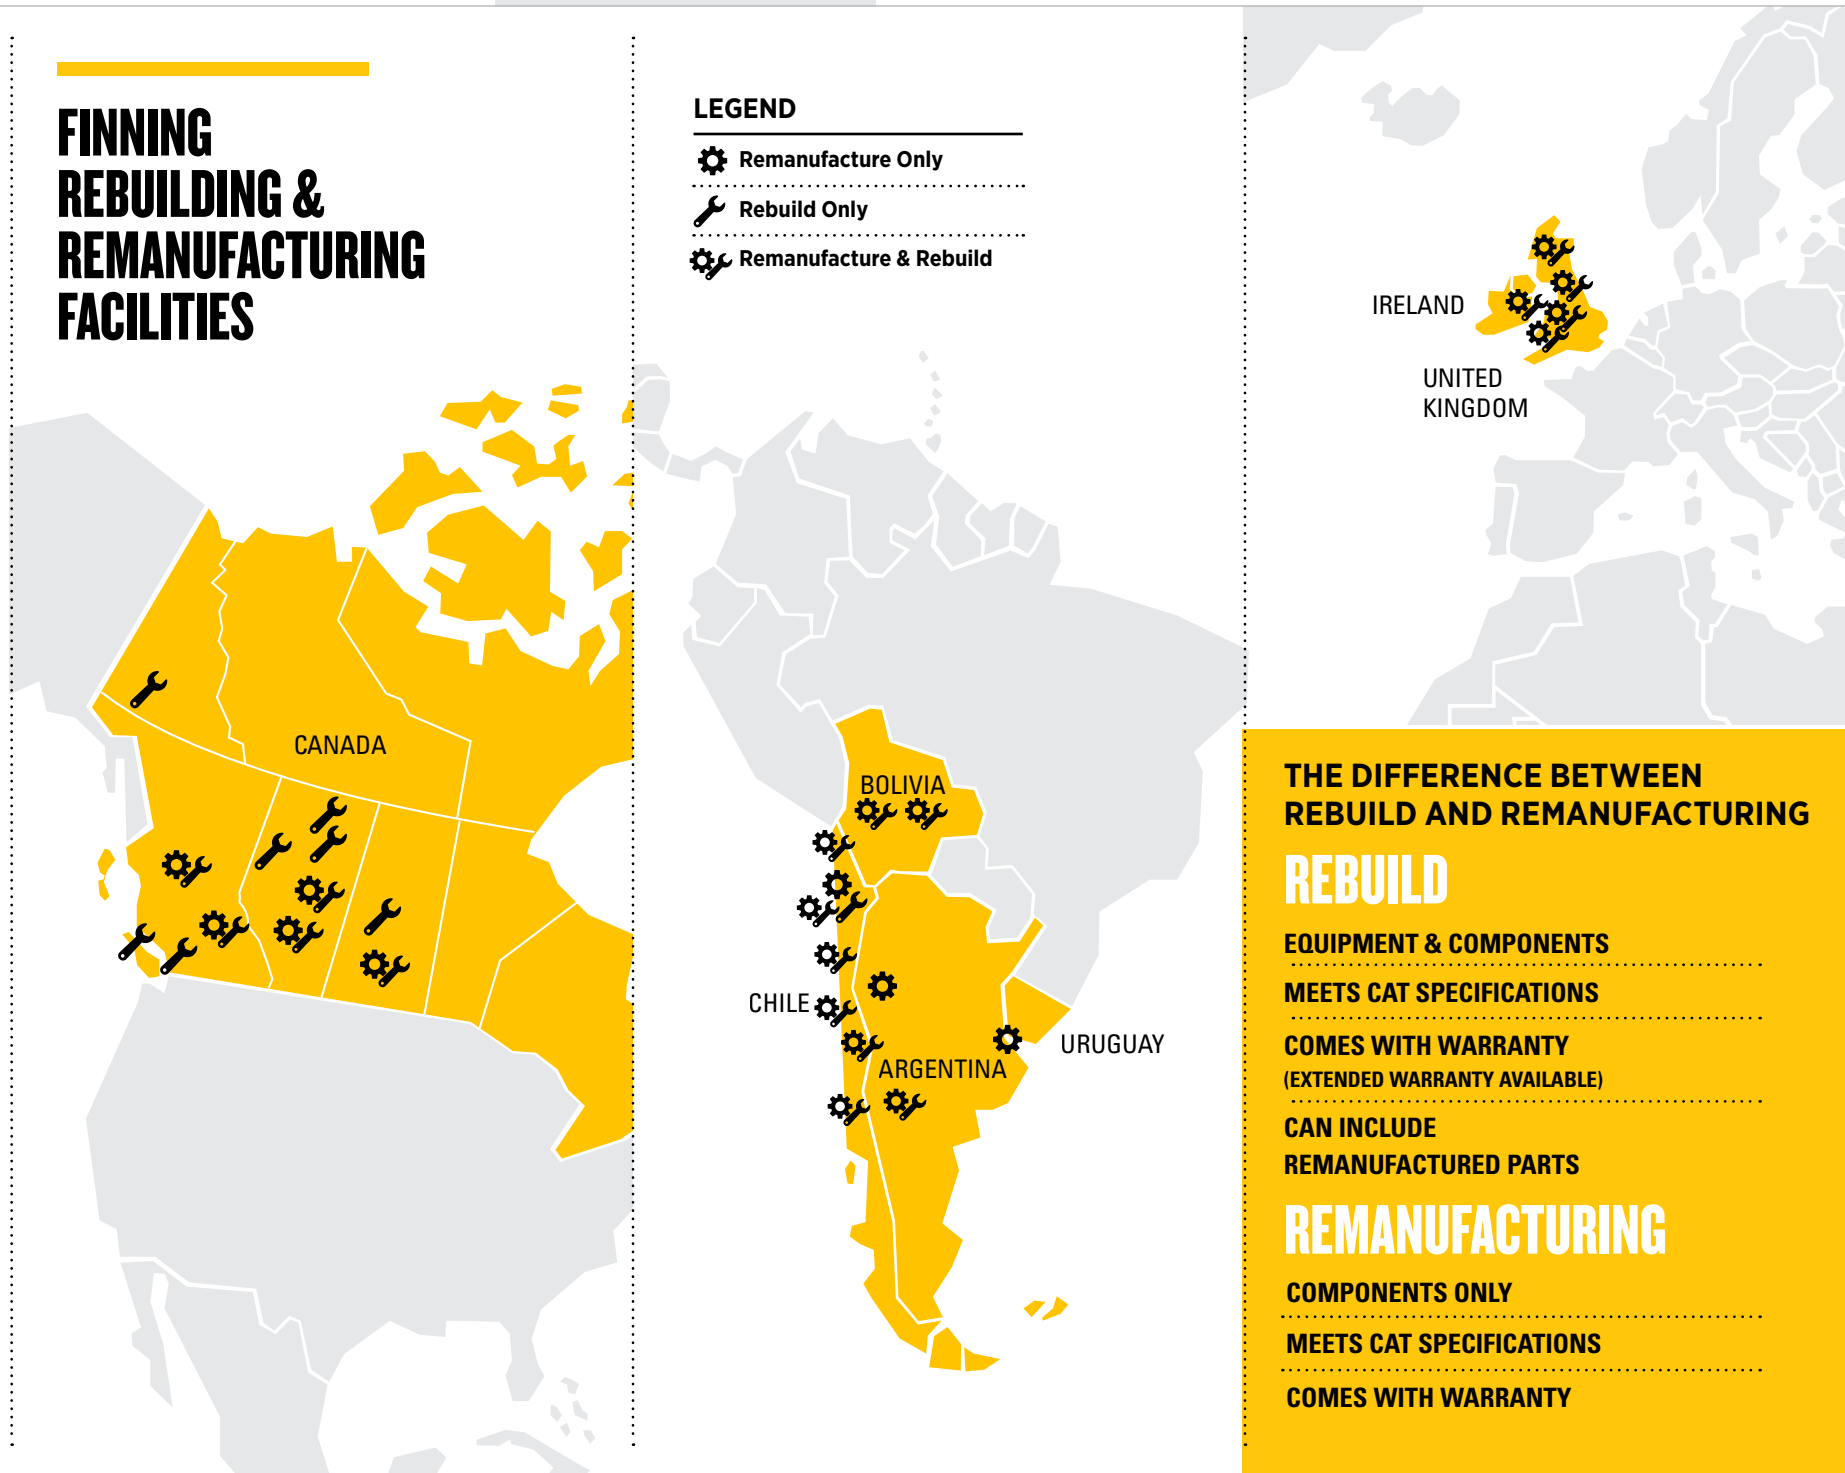 FINNING
REBUILDING &
REMANUFACTURING
FACILITIES
LEGEND
Remanufacture Only
Rebuild Only
Remanufacture & Rebuild
CANADA
BOLIVIA
CHILE
ARGENTINA
URUGUAY
IRELAND
UNITED
KINGDOM
THE DIFFERENCE BETWEEN
REBUILD AND REMANUFACTURING
REBUILD
EQUIPMENT & COMPONENTS
MEETS CAT SPECIFICATIONS
COMES WITH WARRANTY
(EXTENDED WARRANTY AVAILABLE)
CAN INCLUDE
REMANUFACTURED PARTS
REMANUFACTURING
COMPONENTS ONLY
MEETS CAT SPECIFICATIONS
COMES WITH WARRANTY